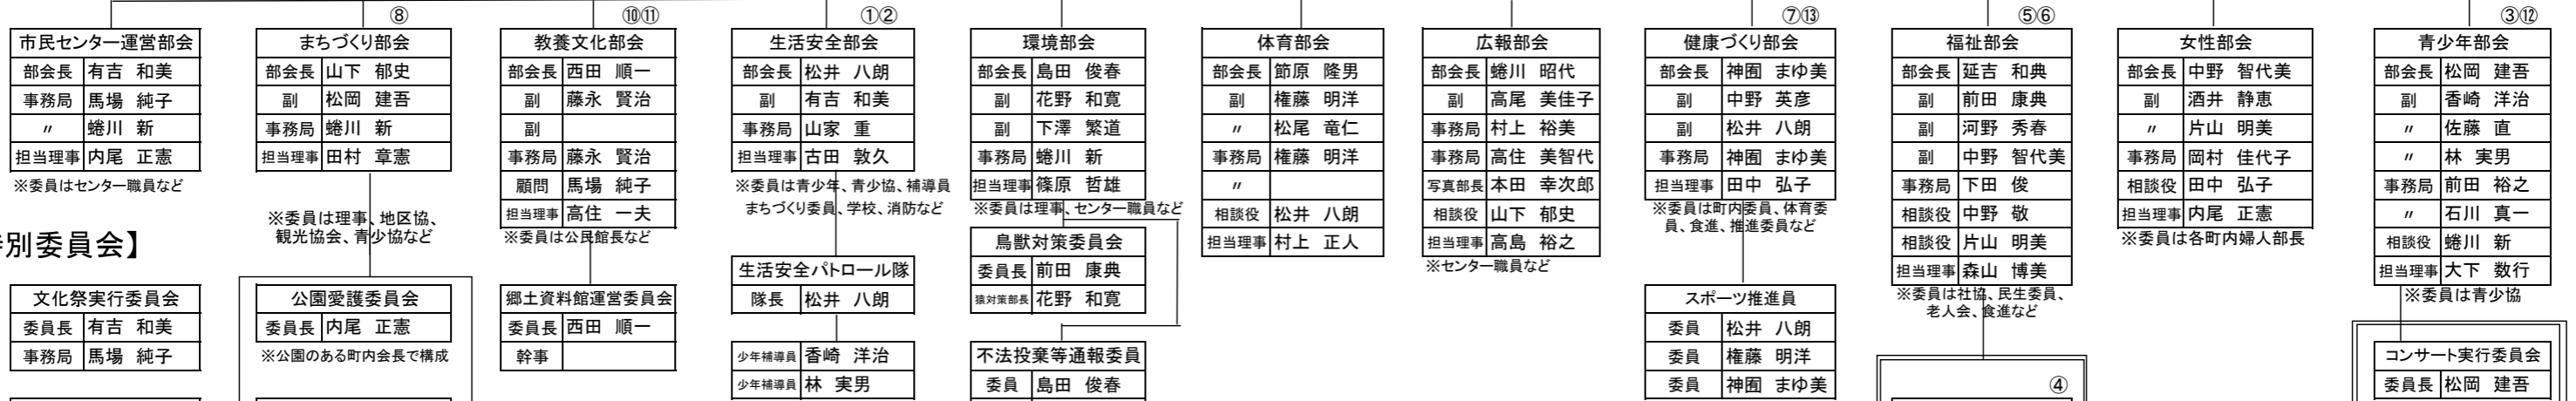 ⑧
⑩⑪
①②
⑦⑬
⑤⑥
③⑫
市民センター運営部会
部会長 有吉 和美
事務局 馬場 純子
〃 蜷川 新
担当理事 内尾 正憲
※委員はセンター職員など
特別委員会】
文化祭実行委員会
委員長 有吉 和美
事務局 馬場 純子
まちづくり部会
部会長 山下 郁史
副 松岡 建吾
事務局 蜷川 新
担当理事 田村 章憲
※委員は理事、地区協、
観光協会、青少協など
公園愛護委員会
委員長 内尾 正憲
※公園のある町内会長で構成
教養文化部会
部会長 西田 順一
副 藤永 賢治
副
事務局 藤永 賢治
顧問 馬場 純子
担当理事 高住 一夫
※委員は公民館長など
郷土資料館運営委員会
委員長 西田 順一
幹事
生活安全部会
部会長 松井 八朗
副 有吉 和美
事務局 山家 重
担当理事 古田 敦久
※委員は青少年、青少協、補導員
まちづくり委員、学校、消防など
生活安全パトロール隊
隊長 松井 八朗
少年補導員 香崎 洋治
少年補導員 林 実男
環境部会
部会長 島田 俊春
副 花野 和寛
副 下澤 繁道
事務局 蜷川 新
担当理事 篠原 哲雄
※委員は理事、センター職員など
鳥獣対策委員会
委員長 前田 康典
猿対策部長 花野 和寛
不法投棄等通報委員
委員 島田 俊春
体育部会
部会長 節原 隆男
副 権藤 明洋
〃 松尾 竜仁
事務局 権藤 明洋
〃
相談役 松井 八朗
担当理事 村上 正人
広報部会
部会長 蜷川 昭代
副 高尾 美佳子
事務局 村上 裕美
事務局 高住 美智代
写真部長 本田 幸次郎
相談役 山下 郁史
担当理事 高島 裕之
※センター職員など
健康づくり部会
部会長 神囿 まゆ美
副 中野 英彦
副 松井 八朗
事務局 神囿 まゆ美
担当理事 田中 弘子
※委員は町内委員、体育委
員、食進、推進委員など
スポーツ推進員
委員 松井 八朗
委員 権藤 明洋
委員 神囿 まゆ美
福祉部会
部会長 延吉 和典
副 前田 康典
副 河野 秀春
副 中野 智代美
事務局 下田 俊
相談役 中野 敬
相談役 片山 明美
担当理事 森山 博美
※委員は社協、民生委員、
老人会、食進など
④
女性部会
部会長 中野 智代美
副 酒井 静恵
〃 片山 明美
事務局 岡村 佳代子
相談役 田中 弘子
担当理事 内尾 正憲
※委員は各町内婦人部長
青少年部会
部会長 松岡 建吾
副 香崎 洋治
〃 佐藤 直
〃 林 実男
事務局 前田 裕之
〃 石川 真一
相談役 蜷川 新
担当理事 大下 数行
※委員は青少協
コンサート実行委員会
委員長 松岡 建吾